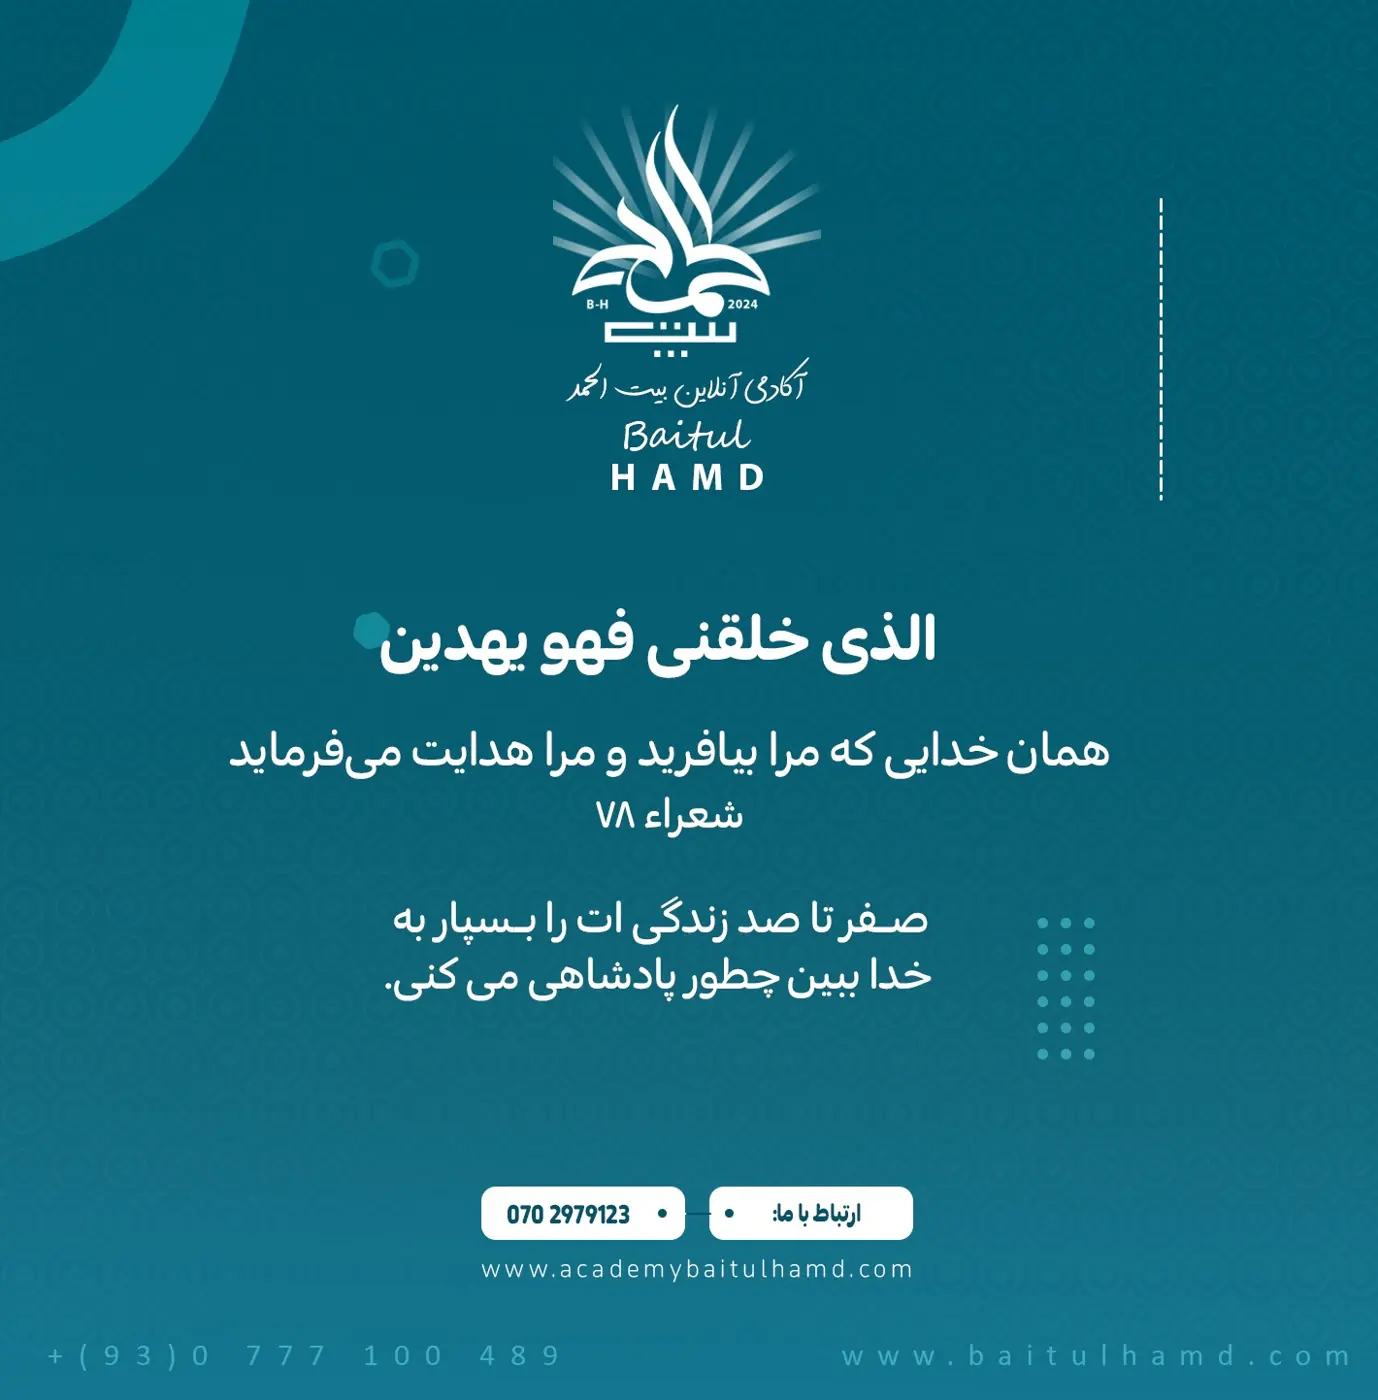 B-H 2024
آکادمی آنلاین بیت الحمد
Baitul
HAMD
الذی خلقنی فهو یهدین
همان خدایی که مرا بیافرید و مرا هدایت می‌فرماید
شعراء ۷۸
صـفر تا صد زندگی ات را بـسپار به
خدا ببین چطور پادشاهی می کنی.
ارتباط با ما: 070 2979123
www.academybaitulhamd.com
+(93)0 777 100 489 www.baitulhamd.com